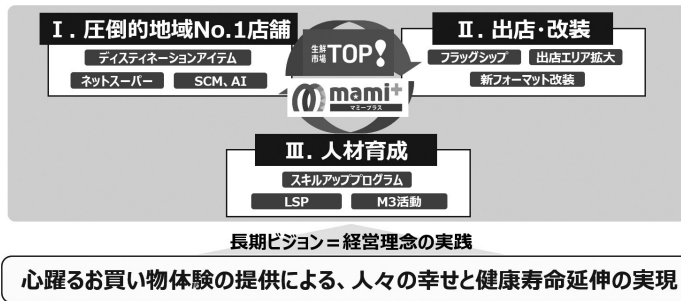 Ⅰ. 圧倒的地域No.1店舗
ディスティネーションアイテム
ネットスーパー
SCM、AI
生鮮市場TOP!
mami+
マミープラス
Ⅱ. 出店・改装
フラッグシップ
出店エリア拡大
新フォーマット改装
Ⅲ. 人材育成
スキルアッププログラム
LSP
M3活動
長期ビジョン＝経営理念の実践
心躍るお買い物体験の提供による、人々の幸せと健康寿命延伸の実現